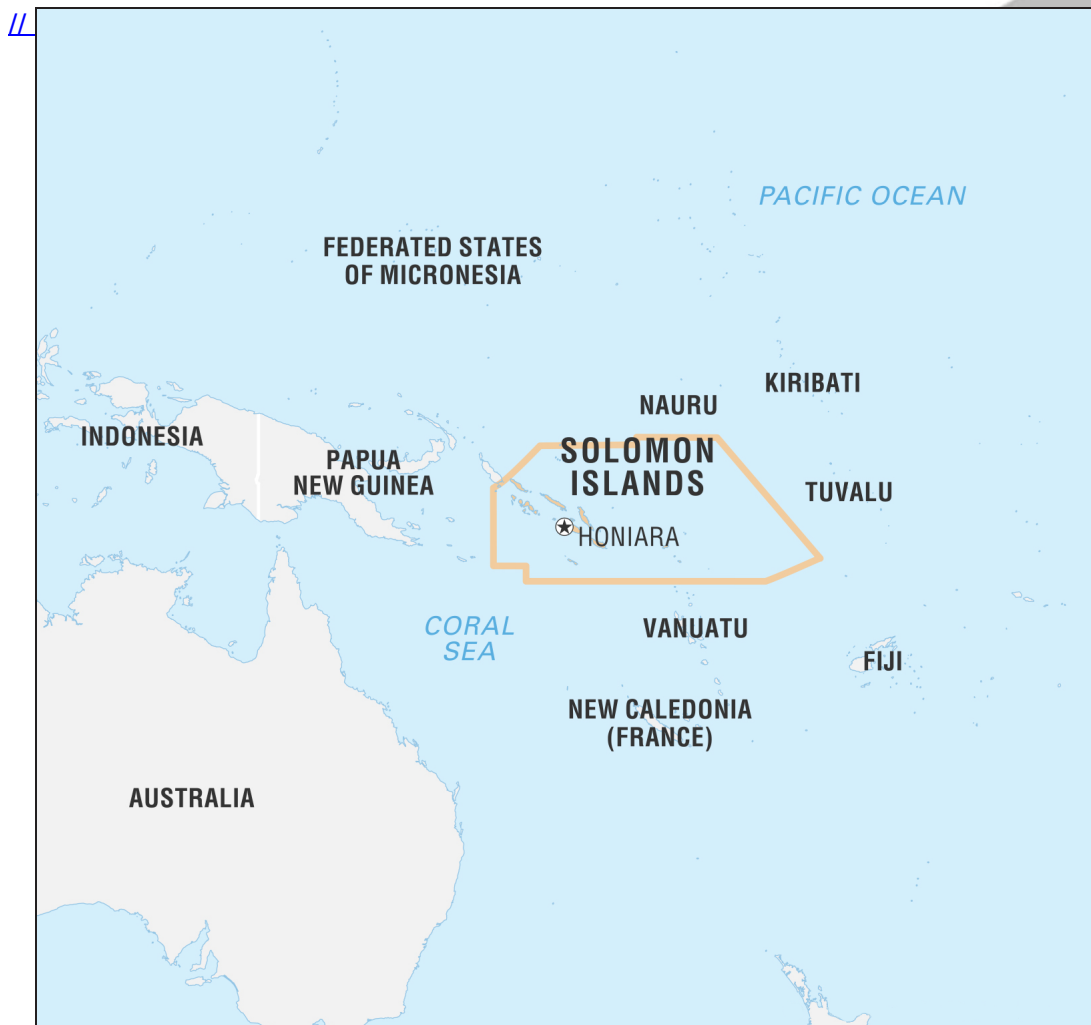 //
PACIFIC OCEAN
FEDERATED STATES
OF MICRONESIA
KIRIBATI
NAURU
INDONESIA
SOLOMON
ISLANDS
PAPUA
NEW GUINEA
TUVALU
HONIARA
CORAL
SEA
VANUATU
FIJI
NEW CALEDONIA
(FRANCE)
AUSTRALIA